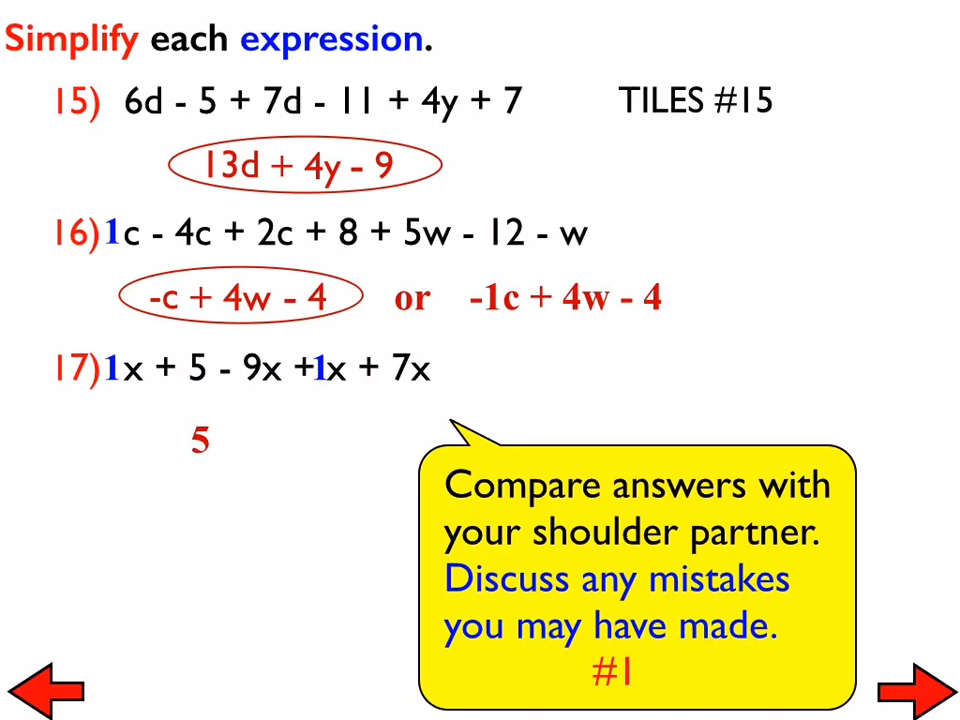 Simplify each expression.
15) 6d - 5 + 7d - 11 + 4y + 7 TILES #15
13d + 4y - 9
16) 1c - 4c + 2c + 8 + 5w - 12 - w
-c + 4w - 4 or -1c + 4w - 4
17) 1x + 5 - 9x + 1x + 7x
5
Compare answers with
your shoulder partner.
Discuss any mistakes
you may have made.
#1